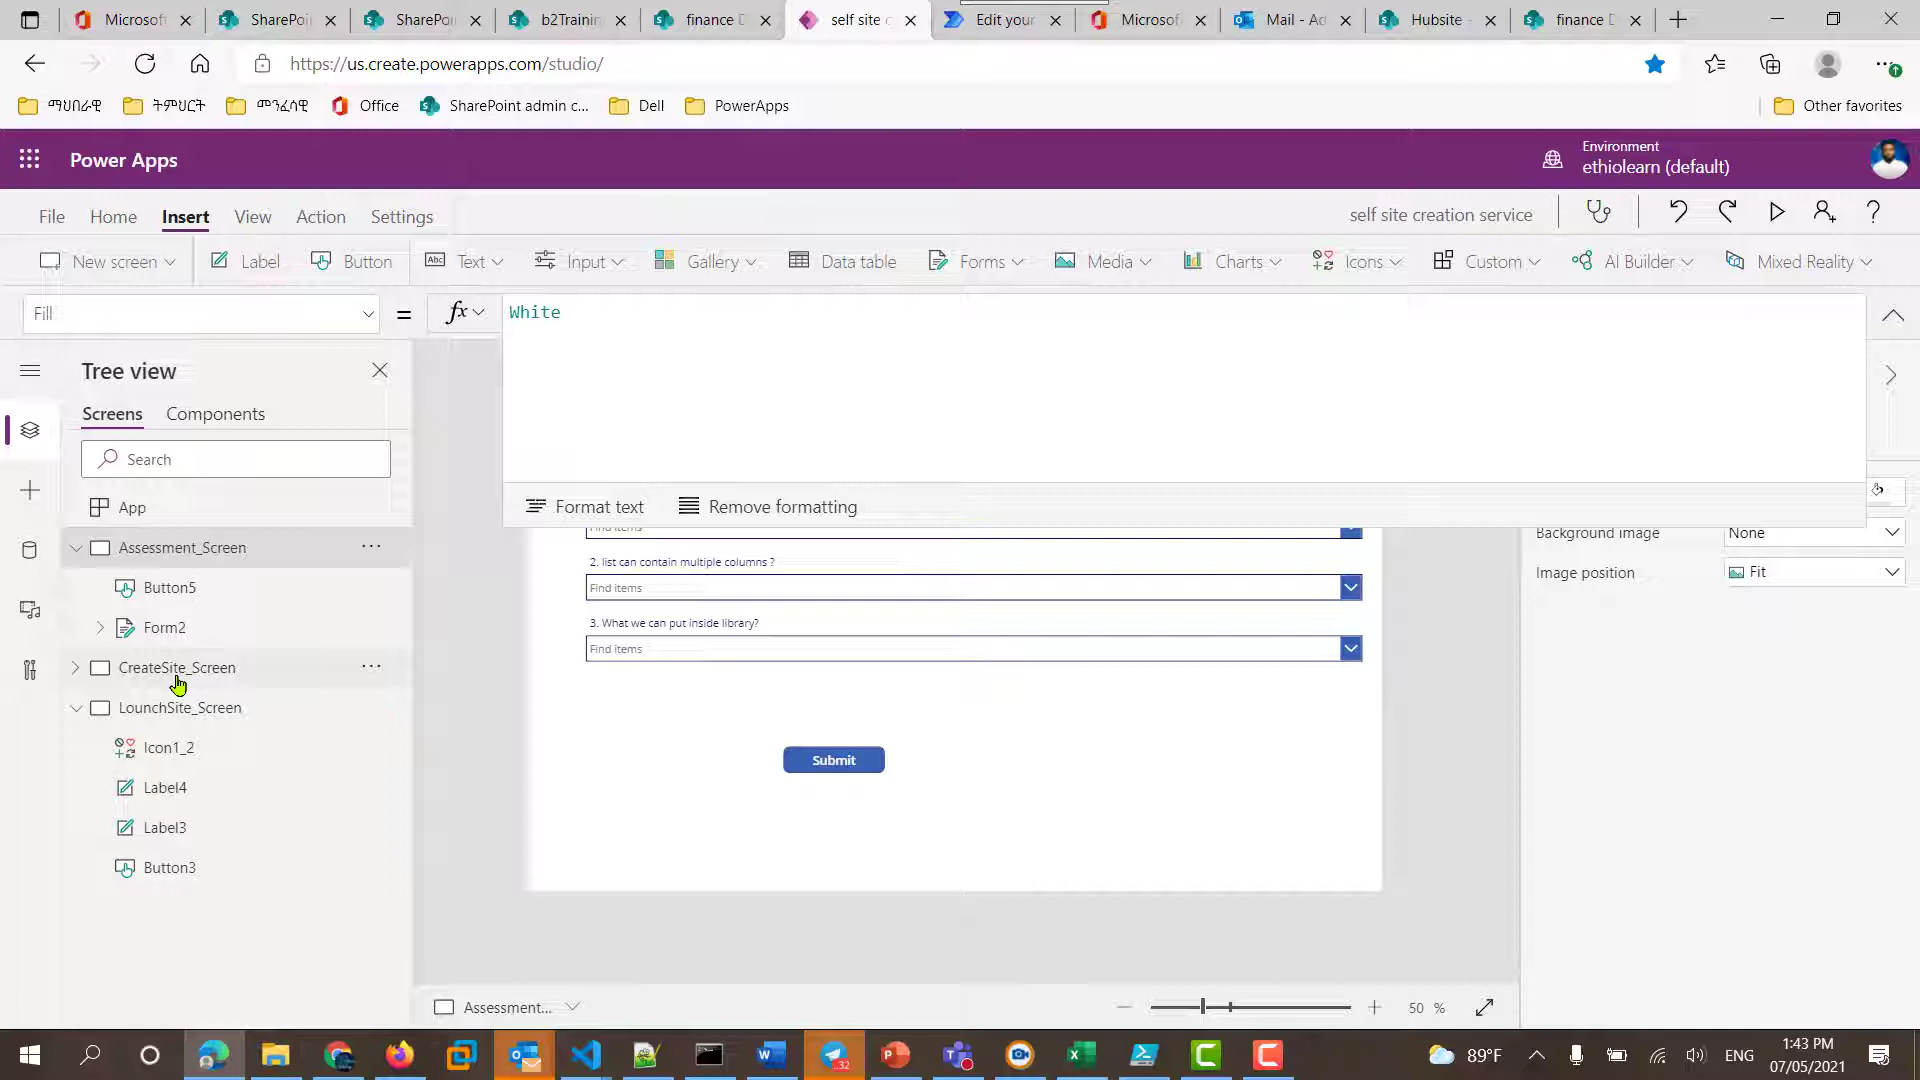 Microsoft
SharePoi
SharePoi
b2Trainin
finance D
self site c
Edit your
Microsof
Mail - Ad
Hubsite -
finance D
https://us.create.powerapps.com/studio/
ማህበራዊ
ትምህርት
መንፈሳዊ
Office
SharePoint admin c...
Dell
PowerApps
Other favorites
Power Apps
Environment
ethiolearn (default)
File
Home
Insert
View
Action
Settings
self site creation service
New screen
Label
Button
Abc
Text
Input
Gallery
Data table
Forms
Media
Charts
Icons
Custom
AI Builder
Mixed Reality
Fill
=
fx
White
Tree view
Screens
Components
Search
Format text
Remove formatting
App
Find items
Background image
None
Assessment_Screen
2. list can contain multiple columns ?
Image position
Fit
Button5
Find items
Form2
3. What we can put inside library?
Find items
CreateSite_Screen
LounchSite_Screen
Icon1_2
Submit
Label4
Label3
Button3
Assessment...
50 %
32
89°F
ENG
1:43 PM
07/05/2021